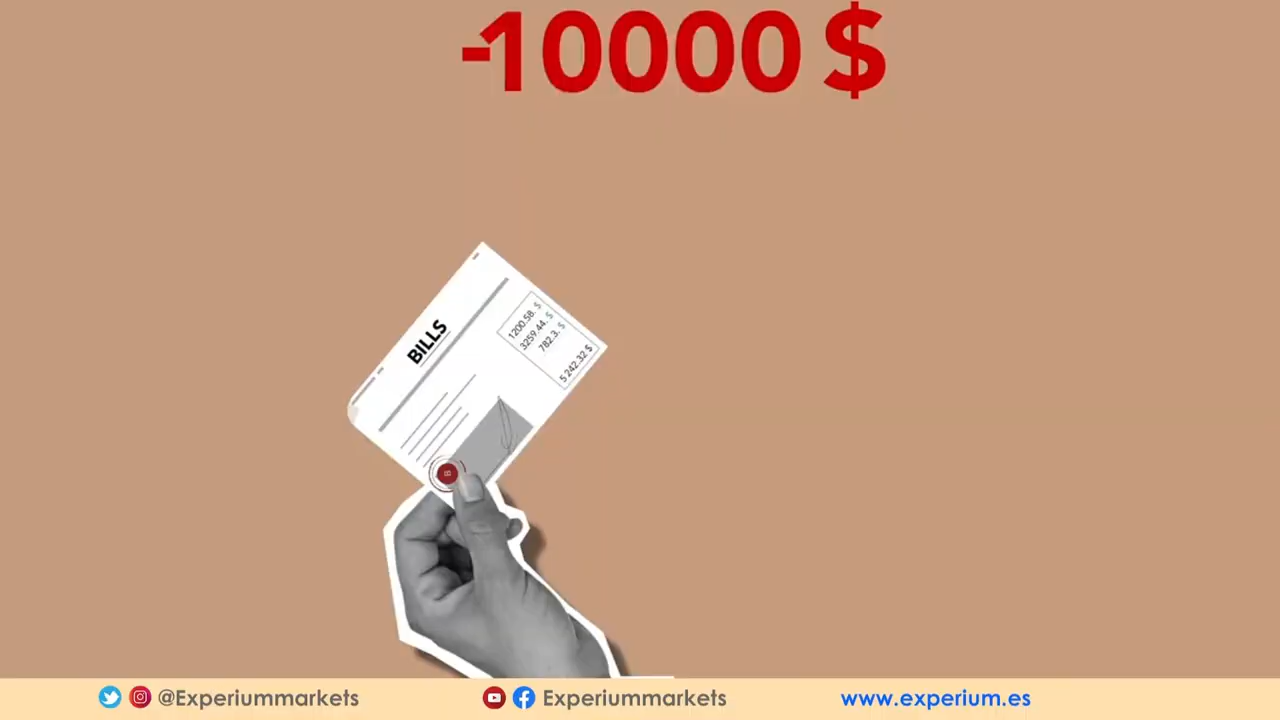 -10000 $
BILLS
1200.58. $
3259.44. $
782.3. $
5 242.32 $
B
@Experiummarkets
Experiummarkets
www.experium.es